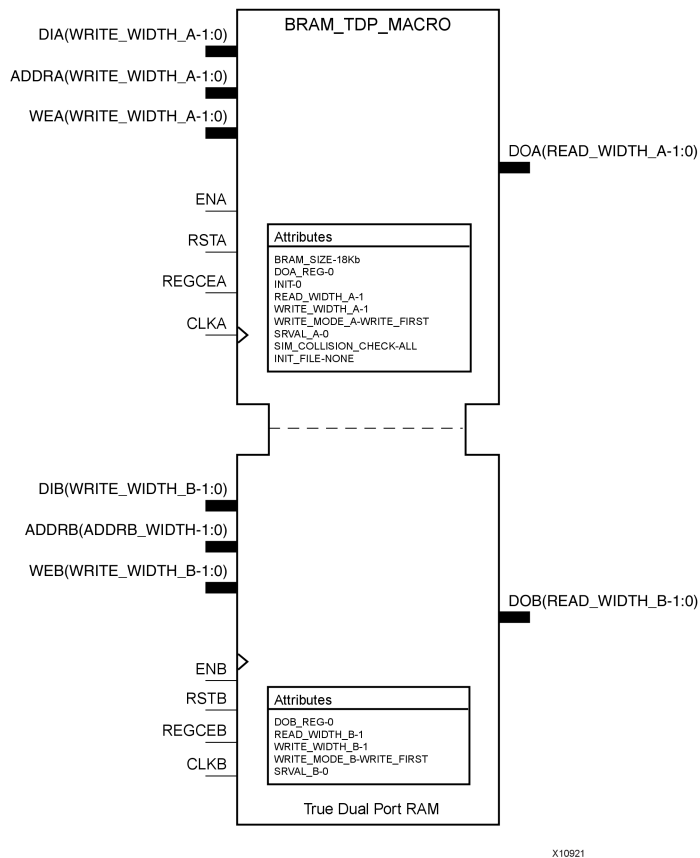 BRAM_TDP_MACRO
DIA(WRITE_WIDTH_A-1:0)
ADDRA(WRITE_WIDTH_A-1:0)
WEA(WRITE_WIDTH_A-1:0)
DOA(READ_WIDTH_A-1:0)
ENA
RSTA
REGCEA
CLKA
Attributes
BRAM_SIZE-18Kb
DOA_REG-0
INIT-0
READ_WIDTH_A-1
WRITE_WIDTH_A-1
WRITE_MODE_A-WRITE_FIRST
SRVAL_A-0
SIM_COLLISION_CHECK-ALL
INIT_FILE-NONE
DIB(WRITE_WIDTH_B-1:0)
ADDRB(ADDRB_WIDTH-1:0)
WEB(WRITE_WIDTH_B-1:0)
DOB(READ_WIDTH_B-1:0)
ENB
RSTB
REGCEB
CLKB
Attributes
DOB_REG-0
READ_WIDTH_B-1
WRITE_WIDTH_B-1
WRITE_MODE_B-WRITE_FIRST
SRVAL_B-0
True Dual Port RAM
X10921